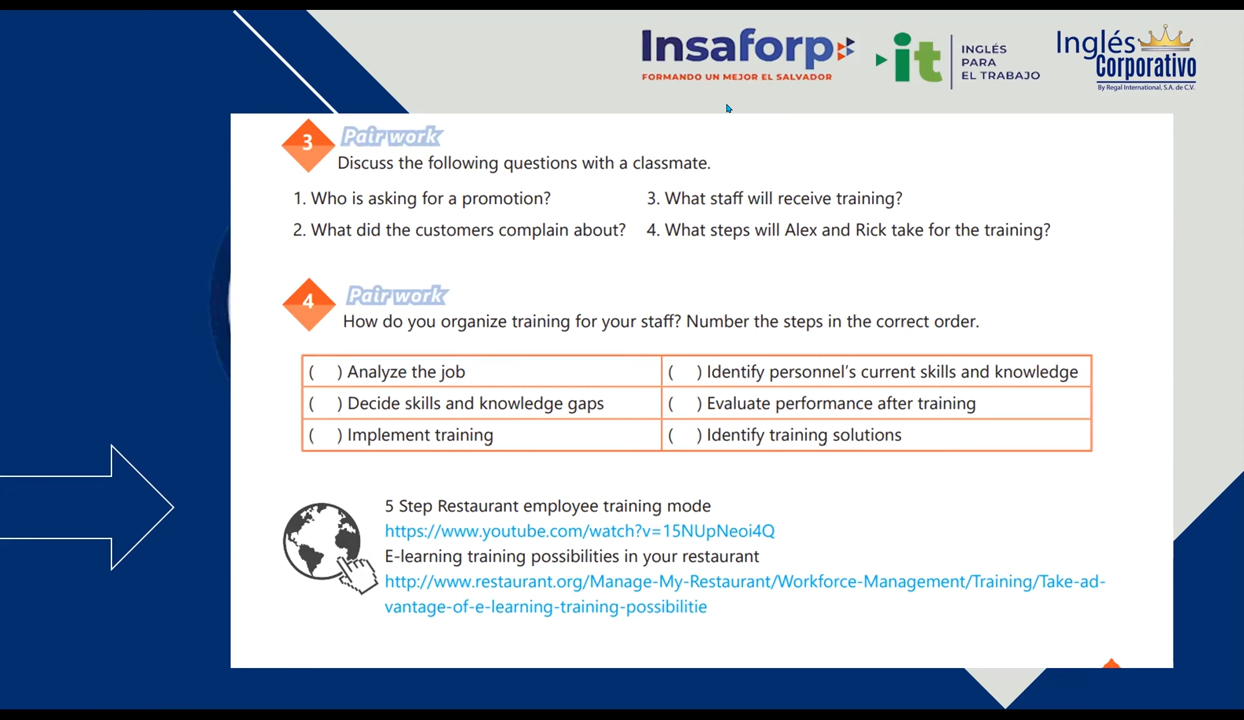 Insaforp
FORMANDO UN MEJOR EL SALVADOR
it
INGLÉS
PARA
EL TRABAJO
Inglés
Corporativo
By Regal International, S.A. de C.V.
3 Pair work
Discuss the following questions with a classmate.
1. Who is asking for a promotion?
2. What did the customers complain about?
3. What staff will receive training?
4. What steps will Alex and Rick take for the training?
4 Pair work
How do you organize training for your staff? Number the steps in the correct order.
( ) Analyze the job
( ) Identify personnel's current skills and knowledge
( ) Decide skills and knowledge gaps
( ) Evaluate performance after training
( ) Implement training
( ) Identify training solutions
5 Step Restaurant employee training mode
https://www.youtube.com/watch?v=15NUpNeoi4Q
E-learning training possibilities in your restaurant
http://www.restaurant.org/Manage-My-Restaurant/Workforce-Management/Training/Take-ad-
vantage-of-e-learning-training-possibilitie